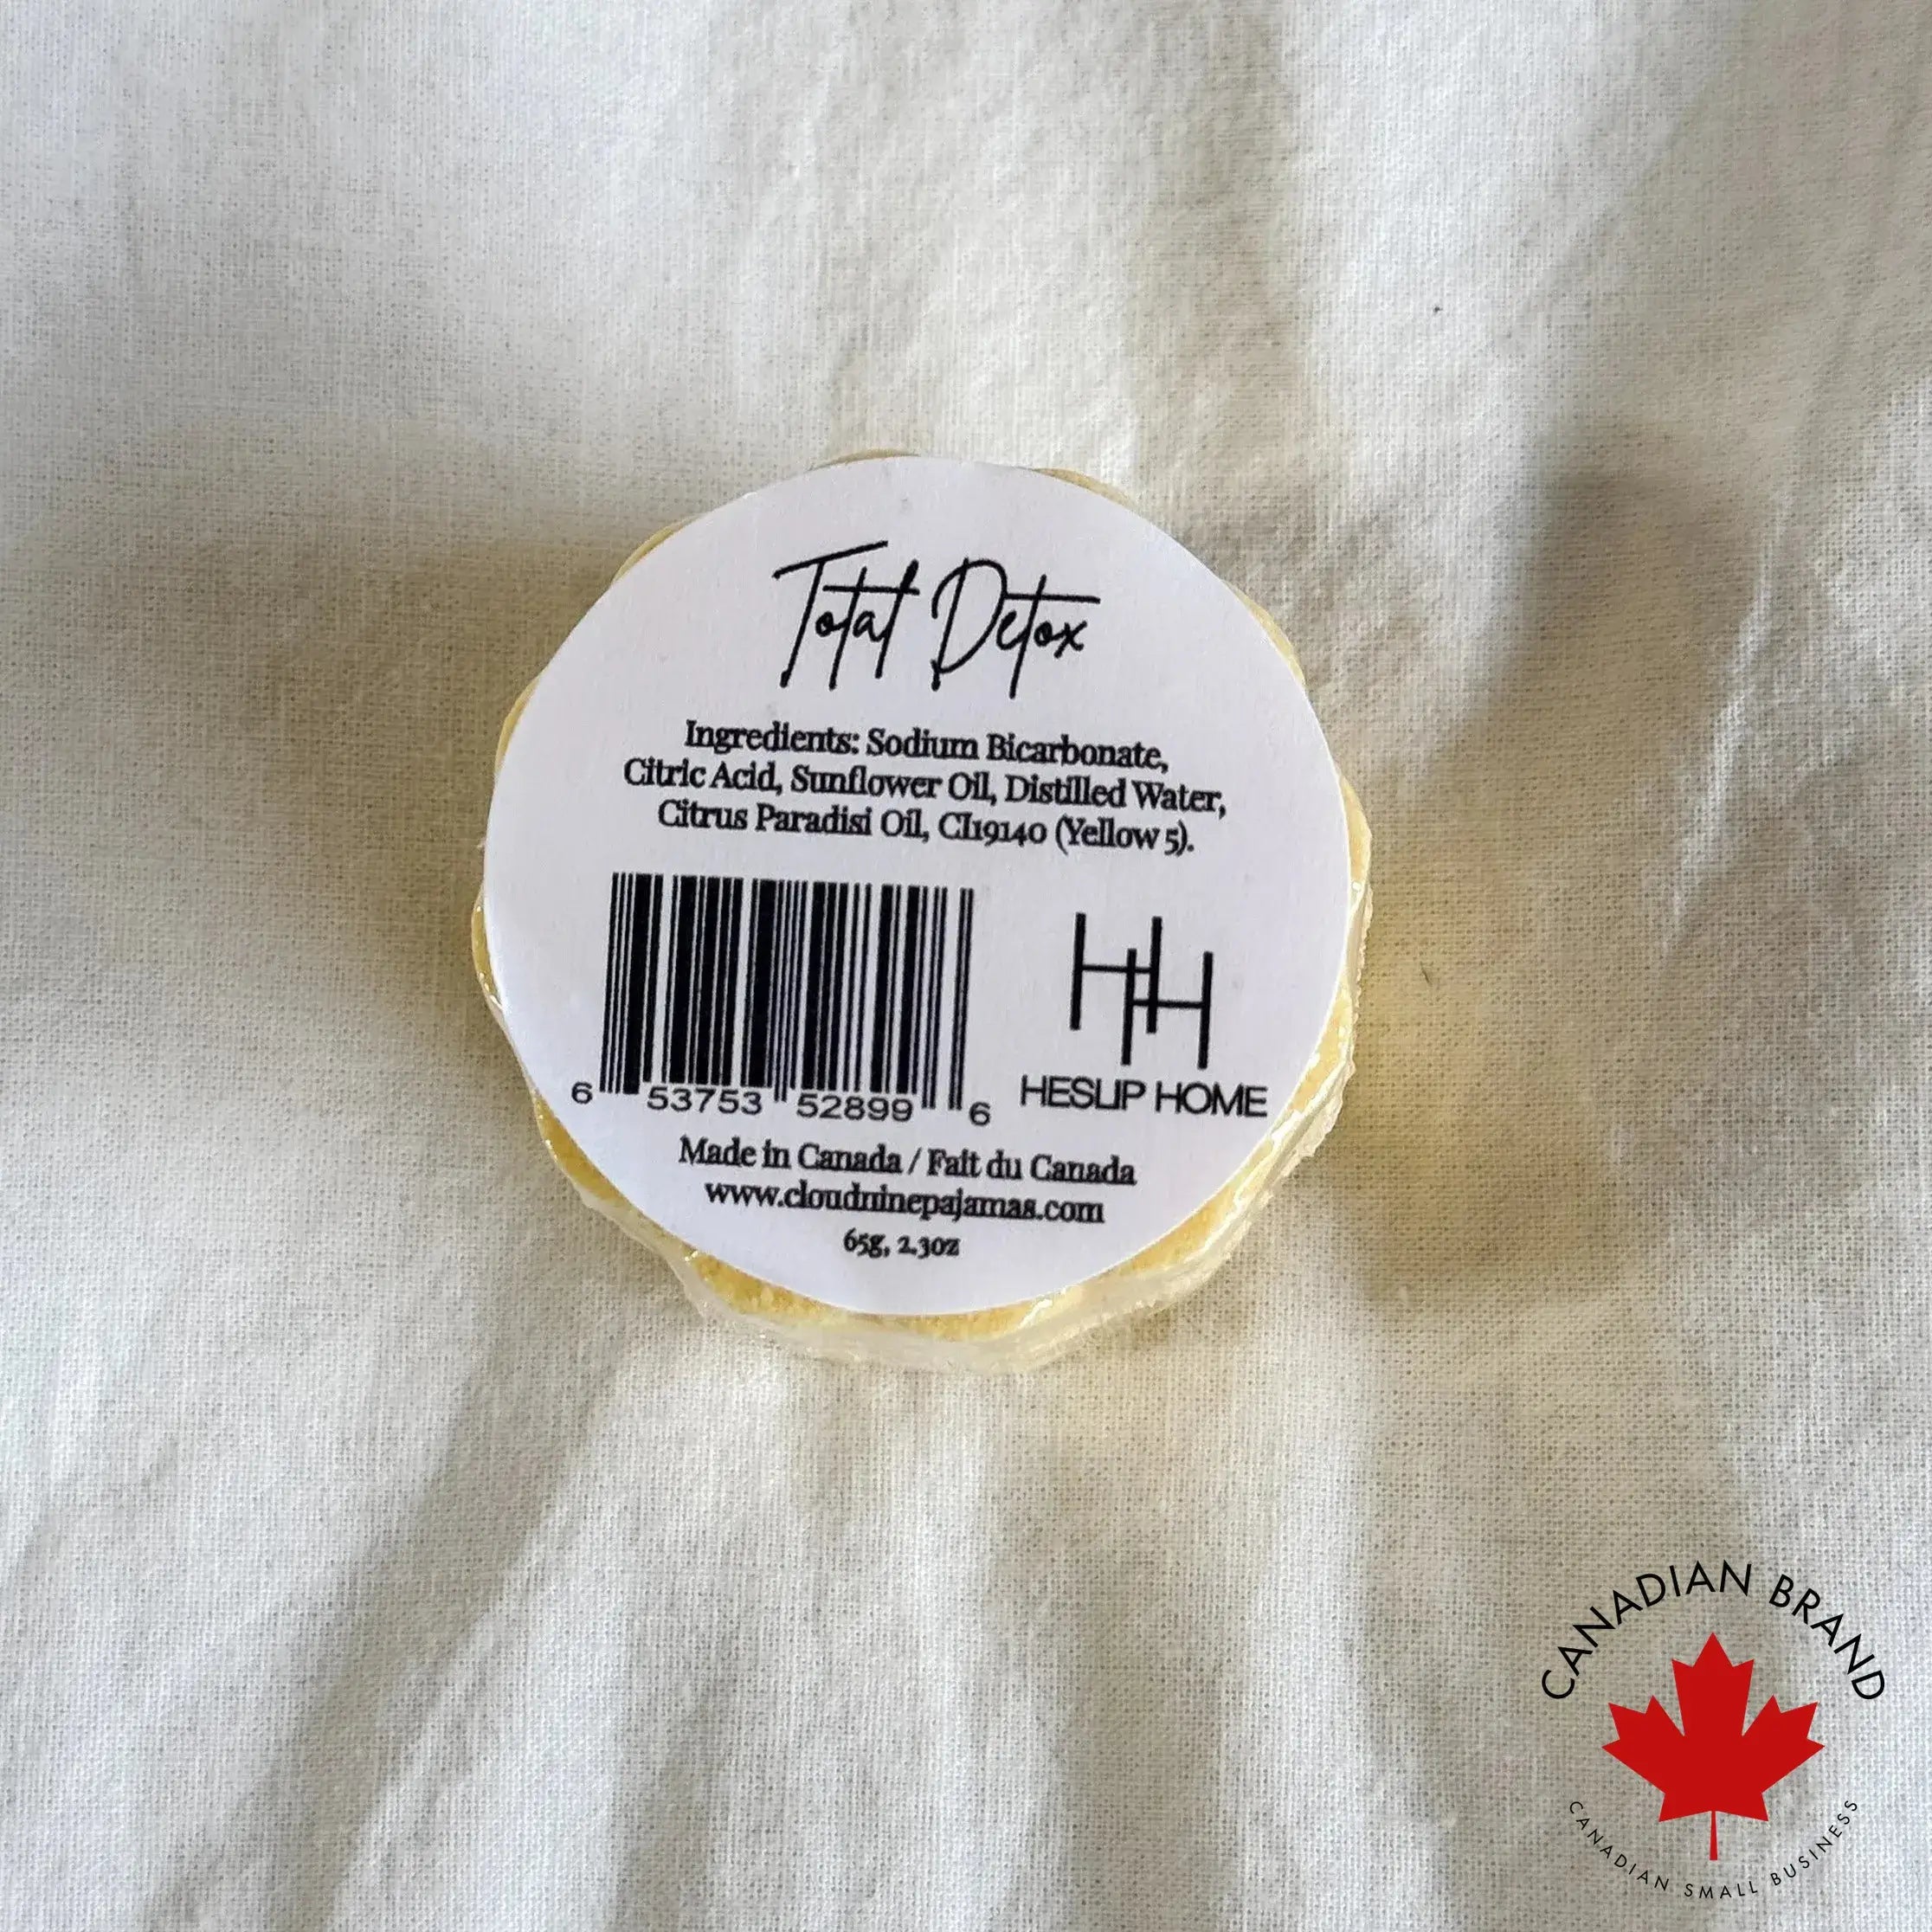 Total Detox
Ingredients: Sodium Bicarbonate,
Citric Acid, Sunflower Oil, Distilled Water,
Citrus Paradisi Oil, CI19140 (Yellow 5).
6 53753 52899 6
HH
HESLIP HOME
Made in Canada / Fait du Canada
www.cloudninepajamas.com
65g, 2.3oz
CANADIAN BRAND
CANADIAN SMALL BUSINESS